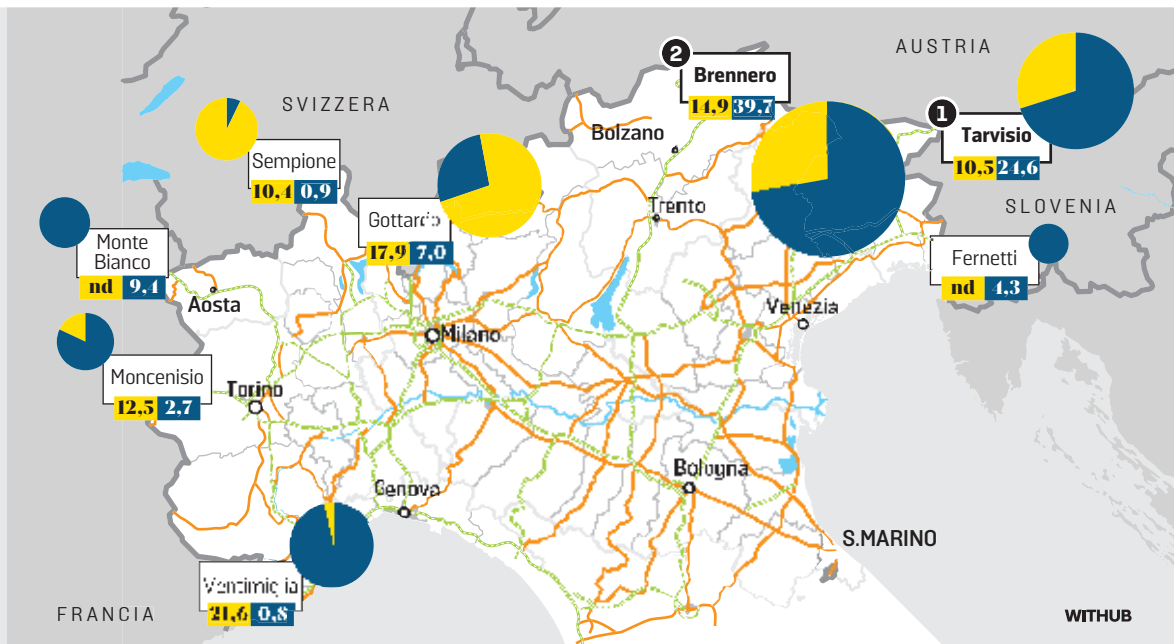 AUSTRIA
2
Brennero
14,9 39,7
SVIZZERA
1
Tarvisio
10,5 24,6
Bolzano
Sempione
10,4 0,9
Gottardo
17,9 7,0
Trento
SLOVENIA
Monte
Bianco
nd 9,4
Fernetti
nd 4,3
Aosta
Venezia
Milano
Moncenisio
12,5 2,7
Torino
Bologna
Genova
S.MARINO
Ventimiglia
21,6 0,8
FRANCIA
WITHUB